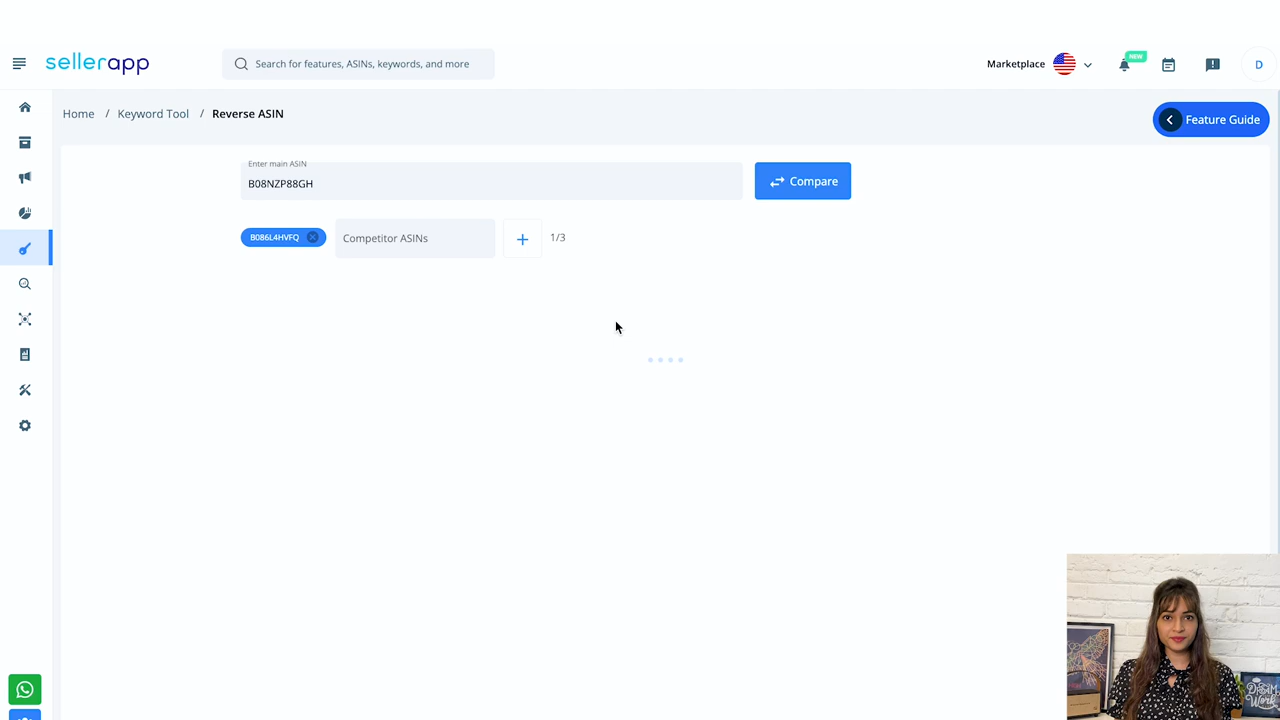 sellerapp
Search for features, ASINs, keywords, and more
Marketplace
NEW
D
Home / Keyword Tool / Reverse ASIN
Feature Guide
Enter main ASIN
B08NZP88GH
Compare
B086L4HVFQ
Competitor ASINs
+
1/3
WORK